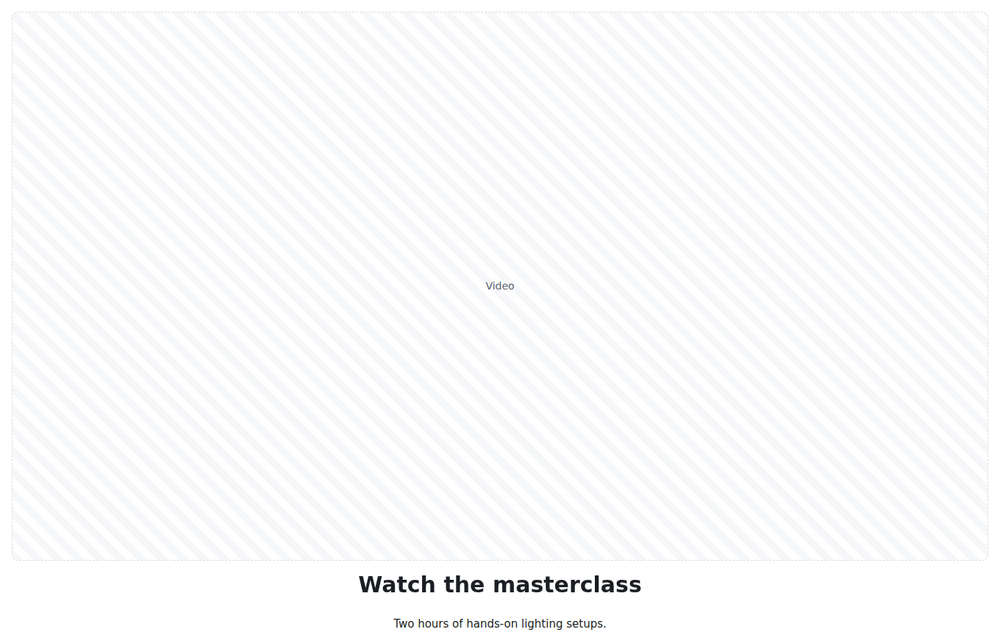 Video
Watch the masterclass
Two hours of hands-on lighting setups.